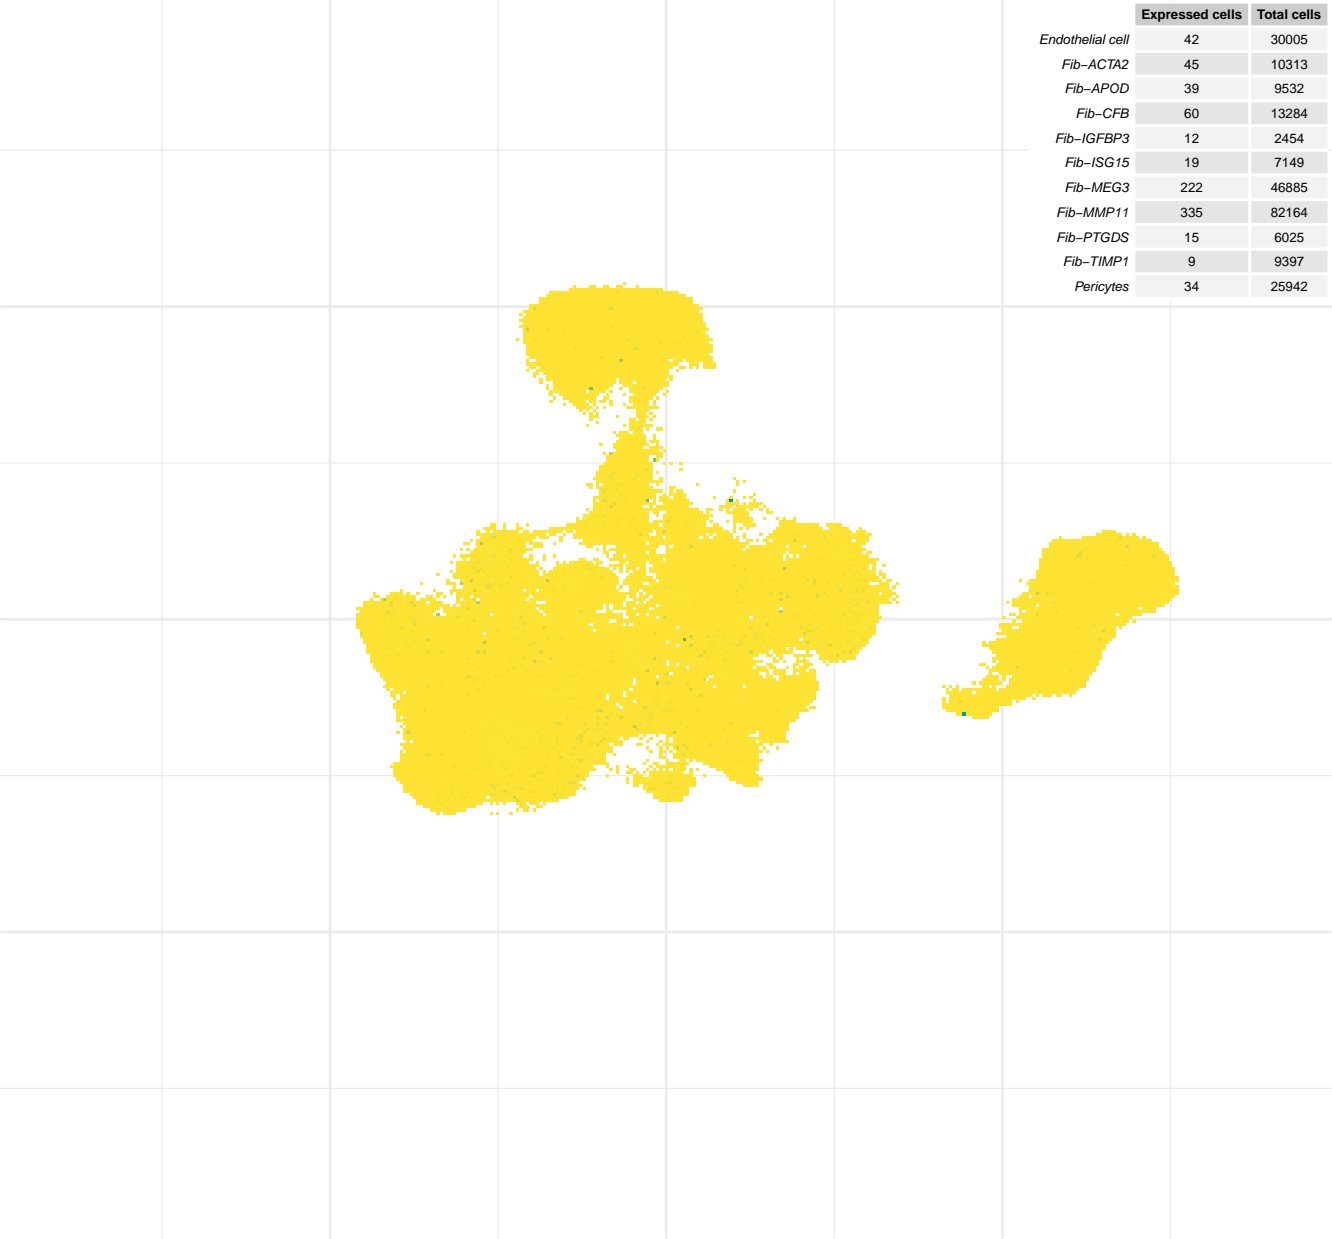 Expressed cells Total cells
Endothelial cell 42 30005
Fib−ACTA2 45 10313
Fib−APOD 39 9532
Fib−CFB 60 13284
Fib−IGFBP3 12 2454
Fib−ISG15 19 7149
Fib−MEG3 222 46885
Fib−MMP11 335 82164
Fib−PTGDS 15 6025
Fib−TIMP1 9 9397
Pericytes 34 25942